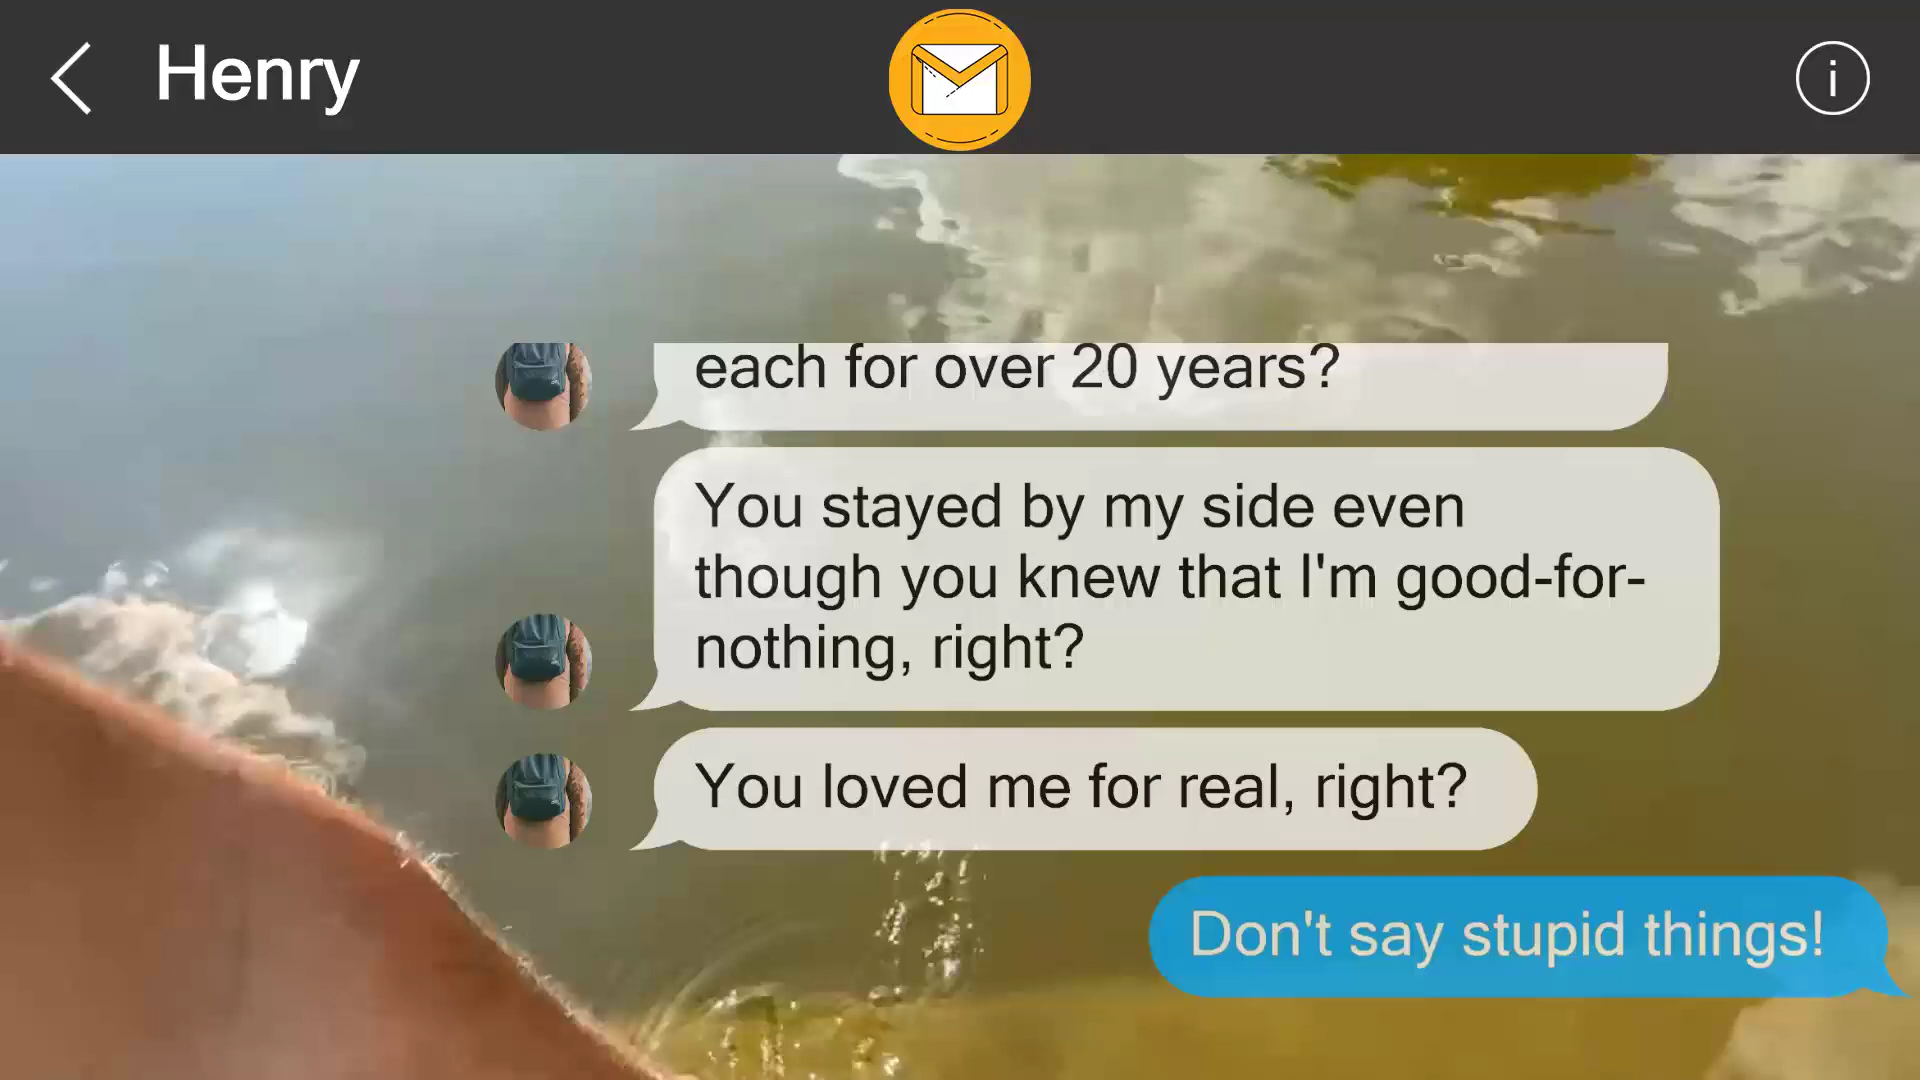 Henry
i
each for over 20 years?
You stayed by my side even
though you knew that I'm good-for-
nothing, right?
You loved me for real, right?
Don't say stupid things!